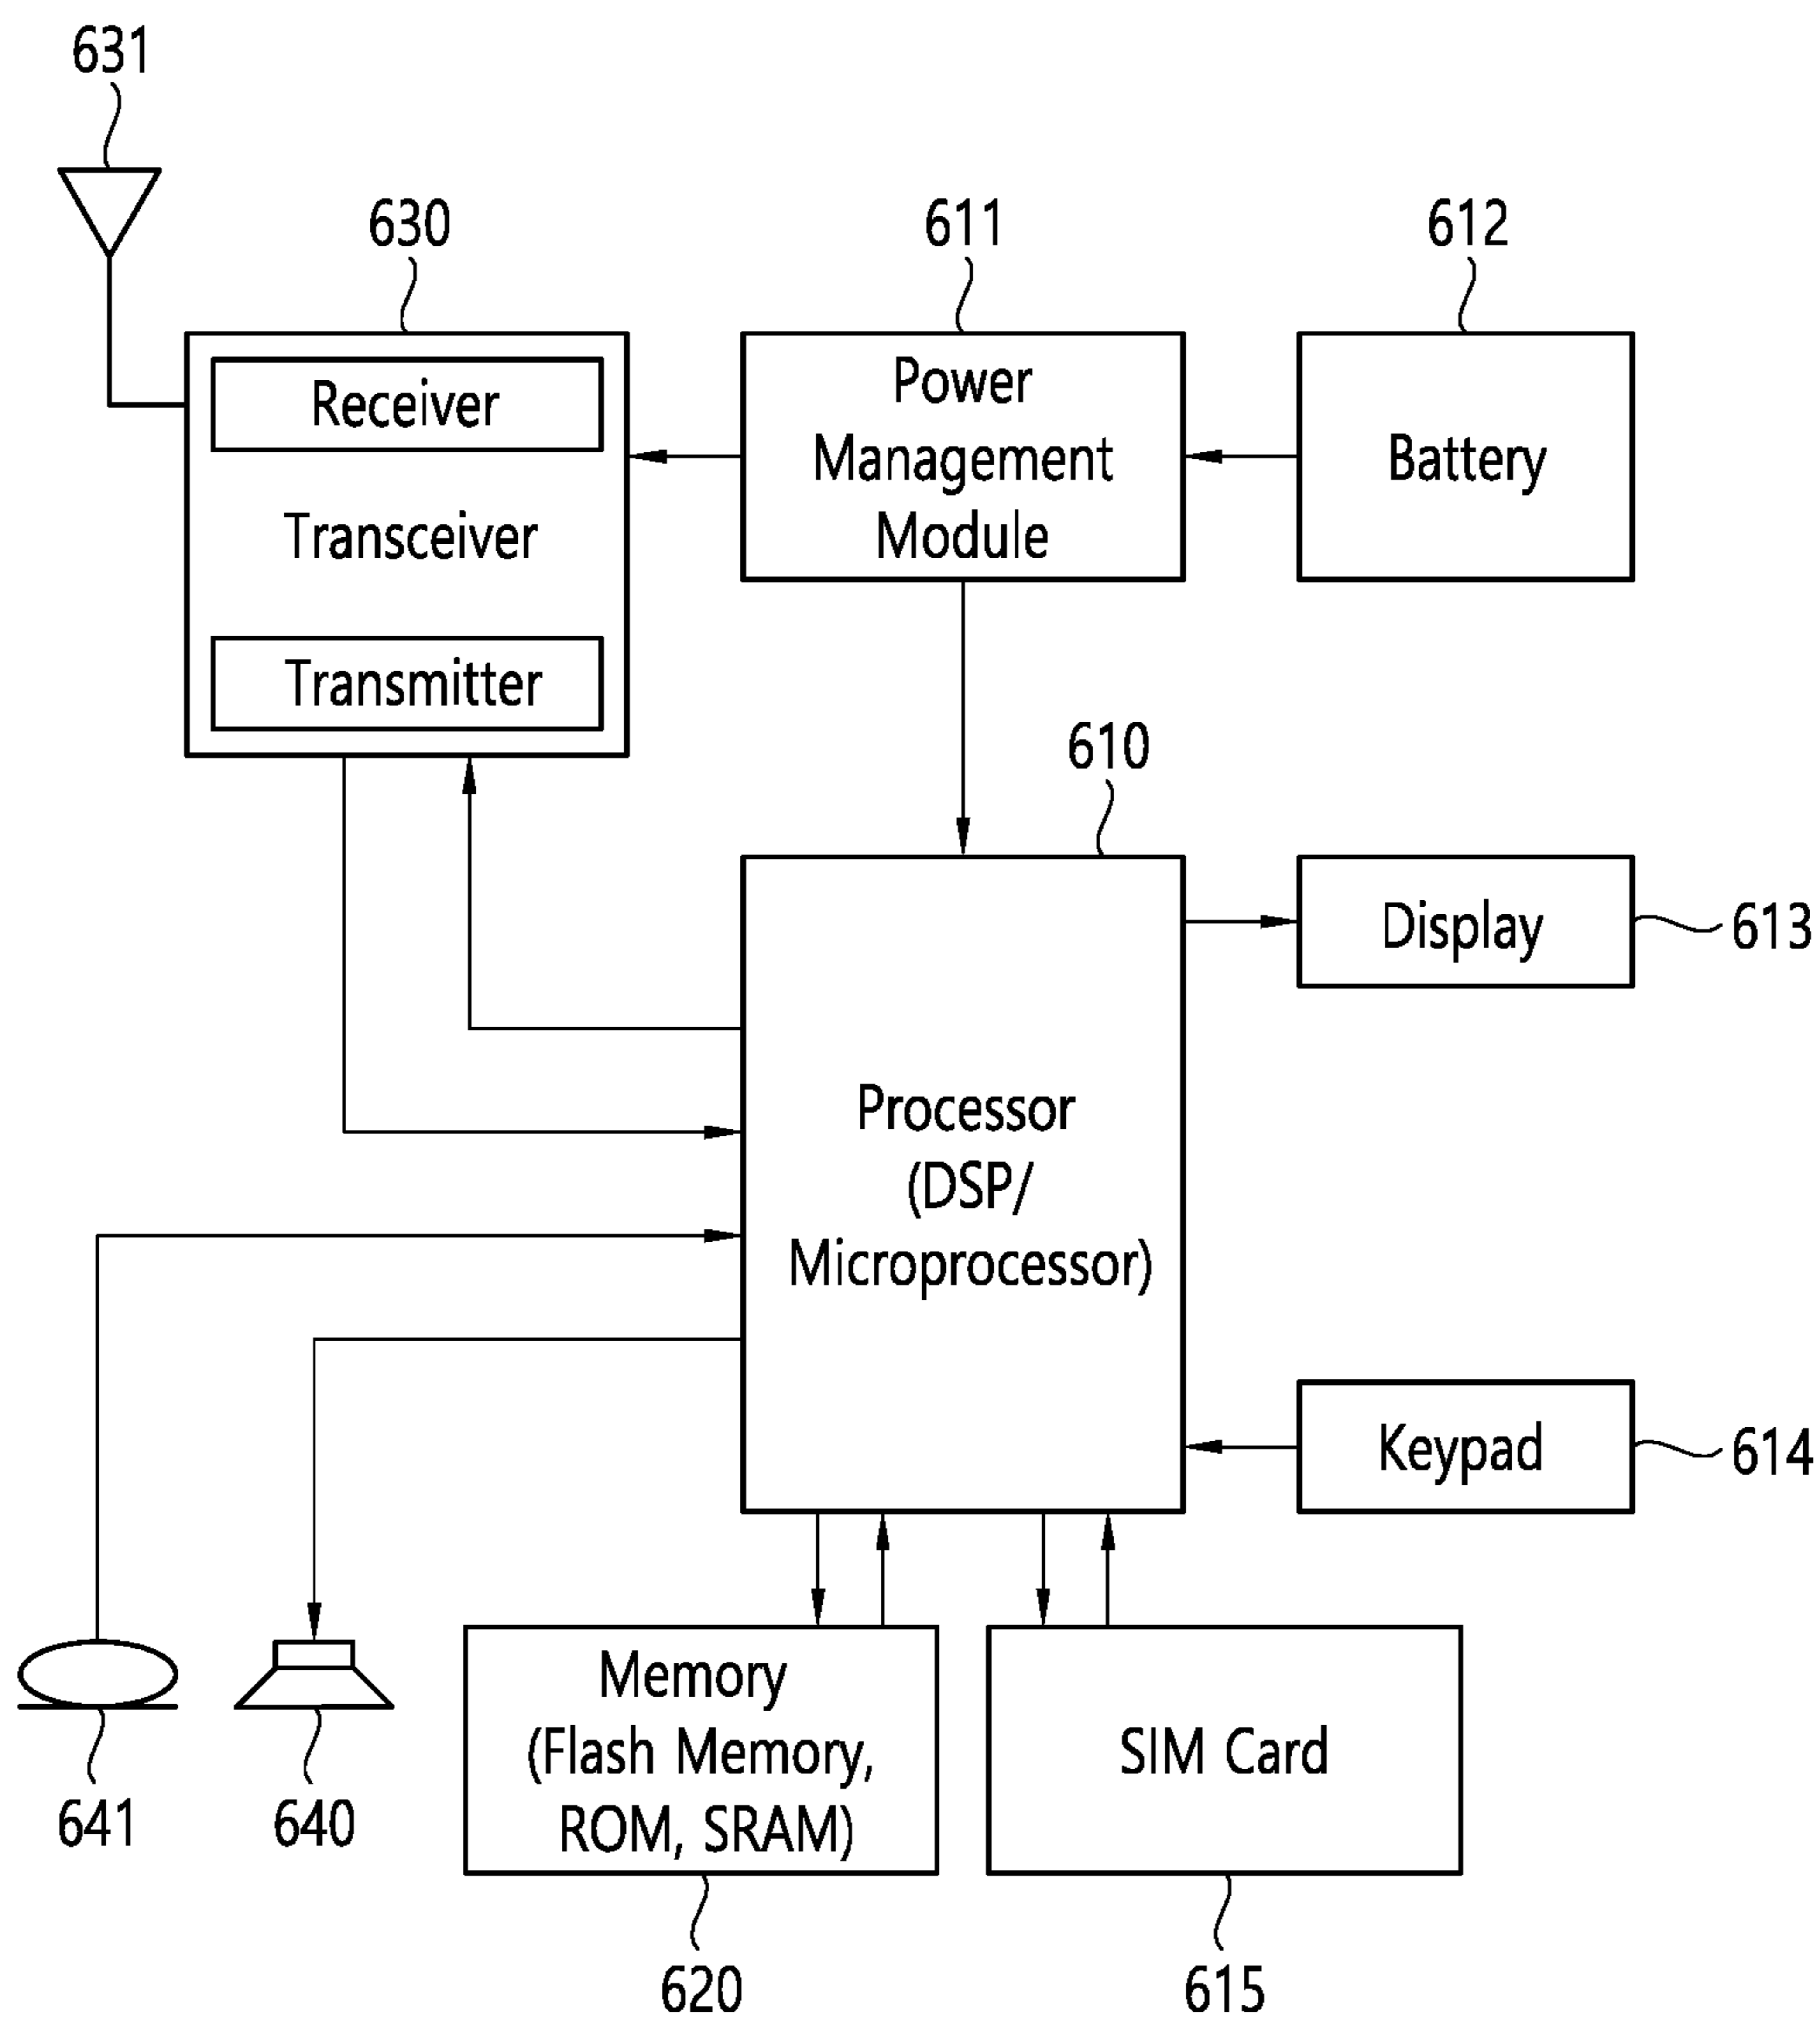 631
630
611
612
Receiver
Transceiver
Transmitter
Power
Management
Module
Battery
610
Display
613
Processor
(DSP/
Microprocessor)
Keypad
614
641
640
Memory
(Flash Memory,
ROM, SRAM)
SIM Card
620
615